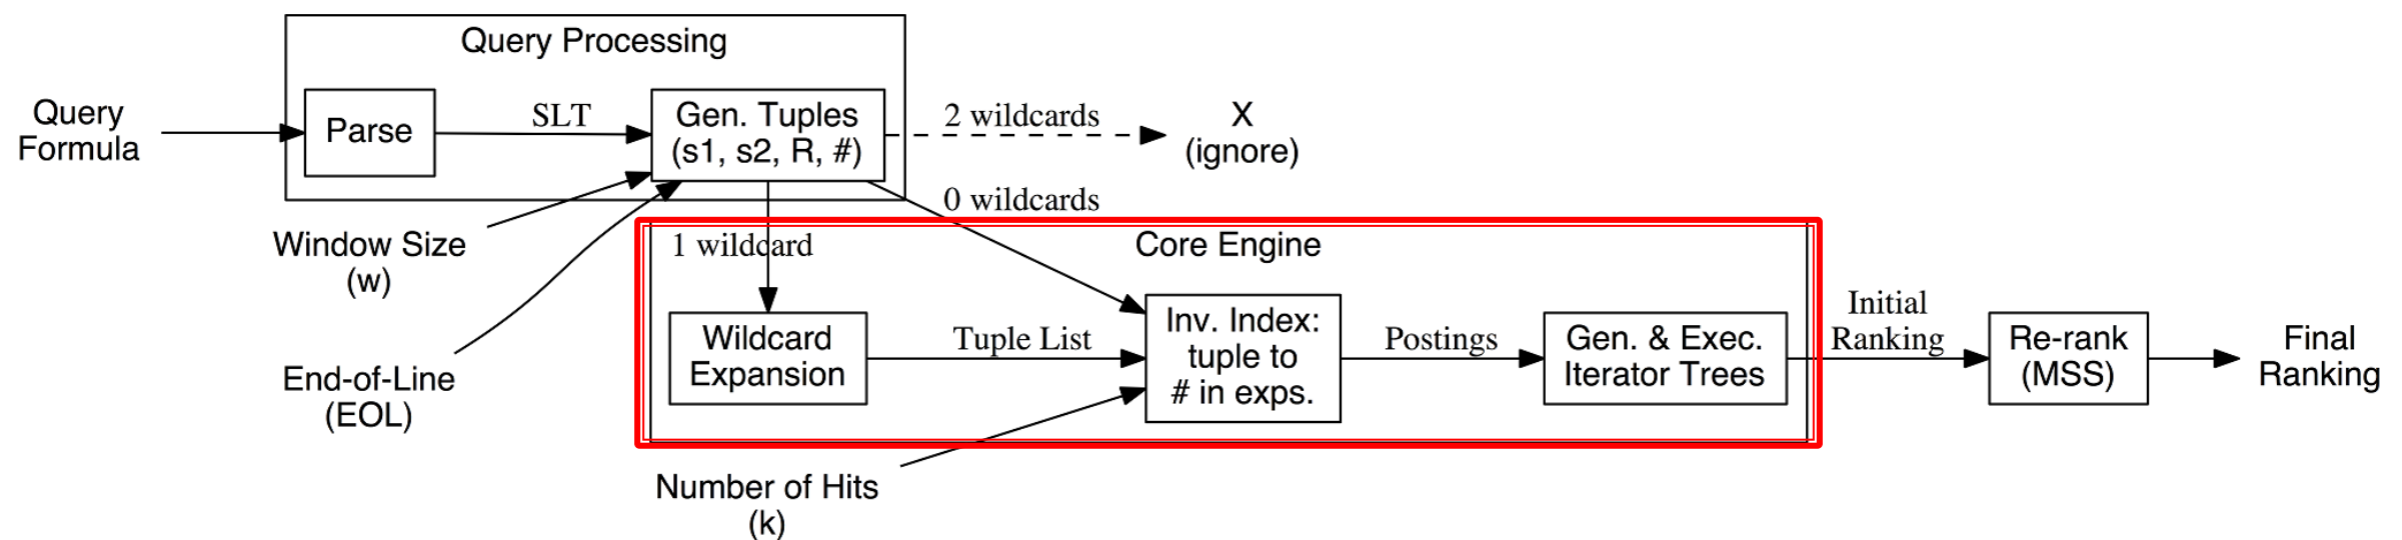 Query Processing
Query
Formula
Parse
SLT
Gen. Tuples
(s1, s2, R, #)
2 wildcards
X
(ignore)
0 wildcards
Window Size
(w)
1 wildcard
Core Engine
End-of-Line
(EOL)
Wildcard
Expansion
Tuple List
Inv. Index:
tuple to
# in exps.
Postings
Gen. & Exec.
Iterator Trees
Initial
Ranking
Re-rank
(MSS)
Final
Ranking
Number of Hits
(k)